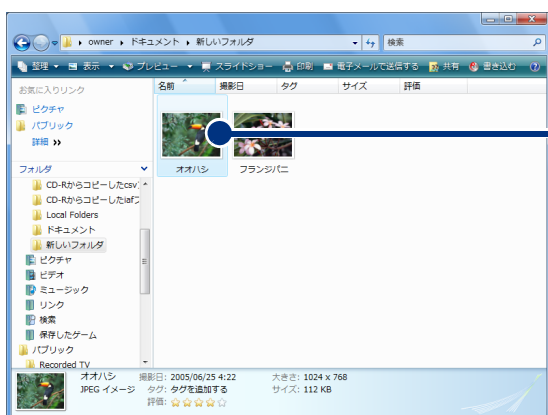 owner ドキュメント 新しいフォルダ 検索
整理 表示 プレビュー スライドショー 印刷 電子メールで送信する 共有 書き込む
お気に入りリンク
名前 撮影日 タグ サイズ 評価
ピクチャ
パブリック
詳細 »
オオハシ フランジパニ
フォルダ
CD-Rからコピーしたcsv
CD-Rからコピーしたiafフ
Local Folders
ドキュメント
新しいフォルダ
ピクチャ
ビデオ
ミュージック
リンク
検索
保存したゲーム
パブリック
Recorded TV
オオハシ 撮影日: 2005/06/25 4:22 大きさ: 1024 x 768
JPEG イメージ タグ: タグを追加する サイズ: 112 KB
評価: